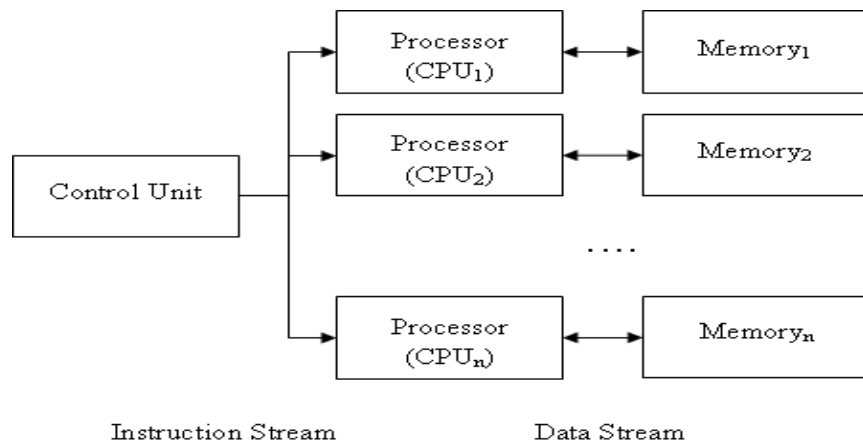 Processor
(CPU₁)
Memory₁
Processor
(CPU₂)
Memory₂
Control Unit
....
Processor
(CPUₙ)
Memoryₙ
Instruction Stream
Data Stream